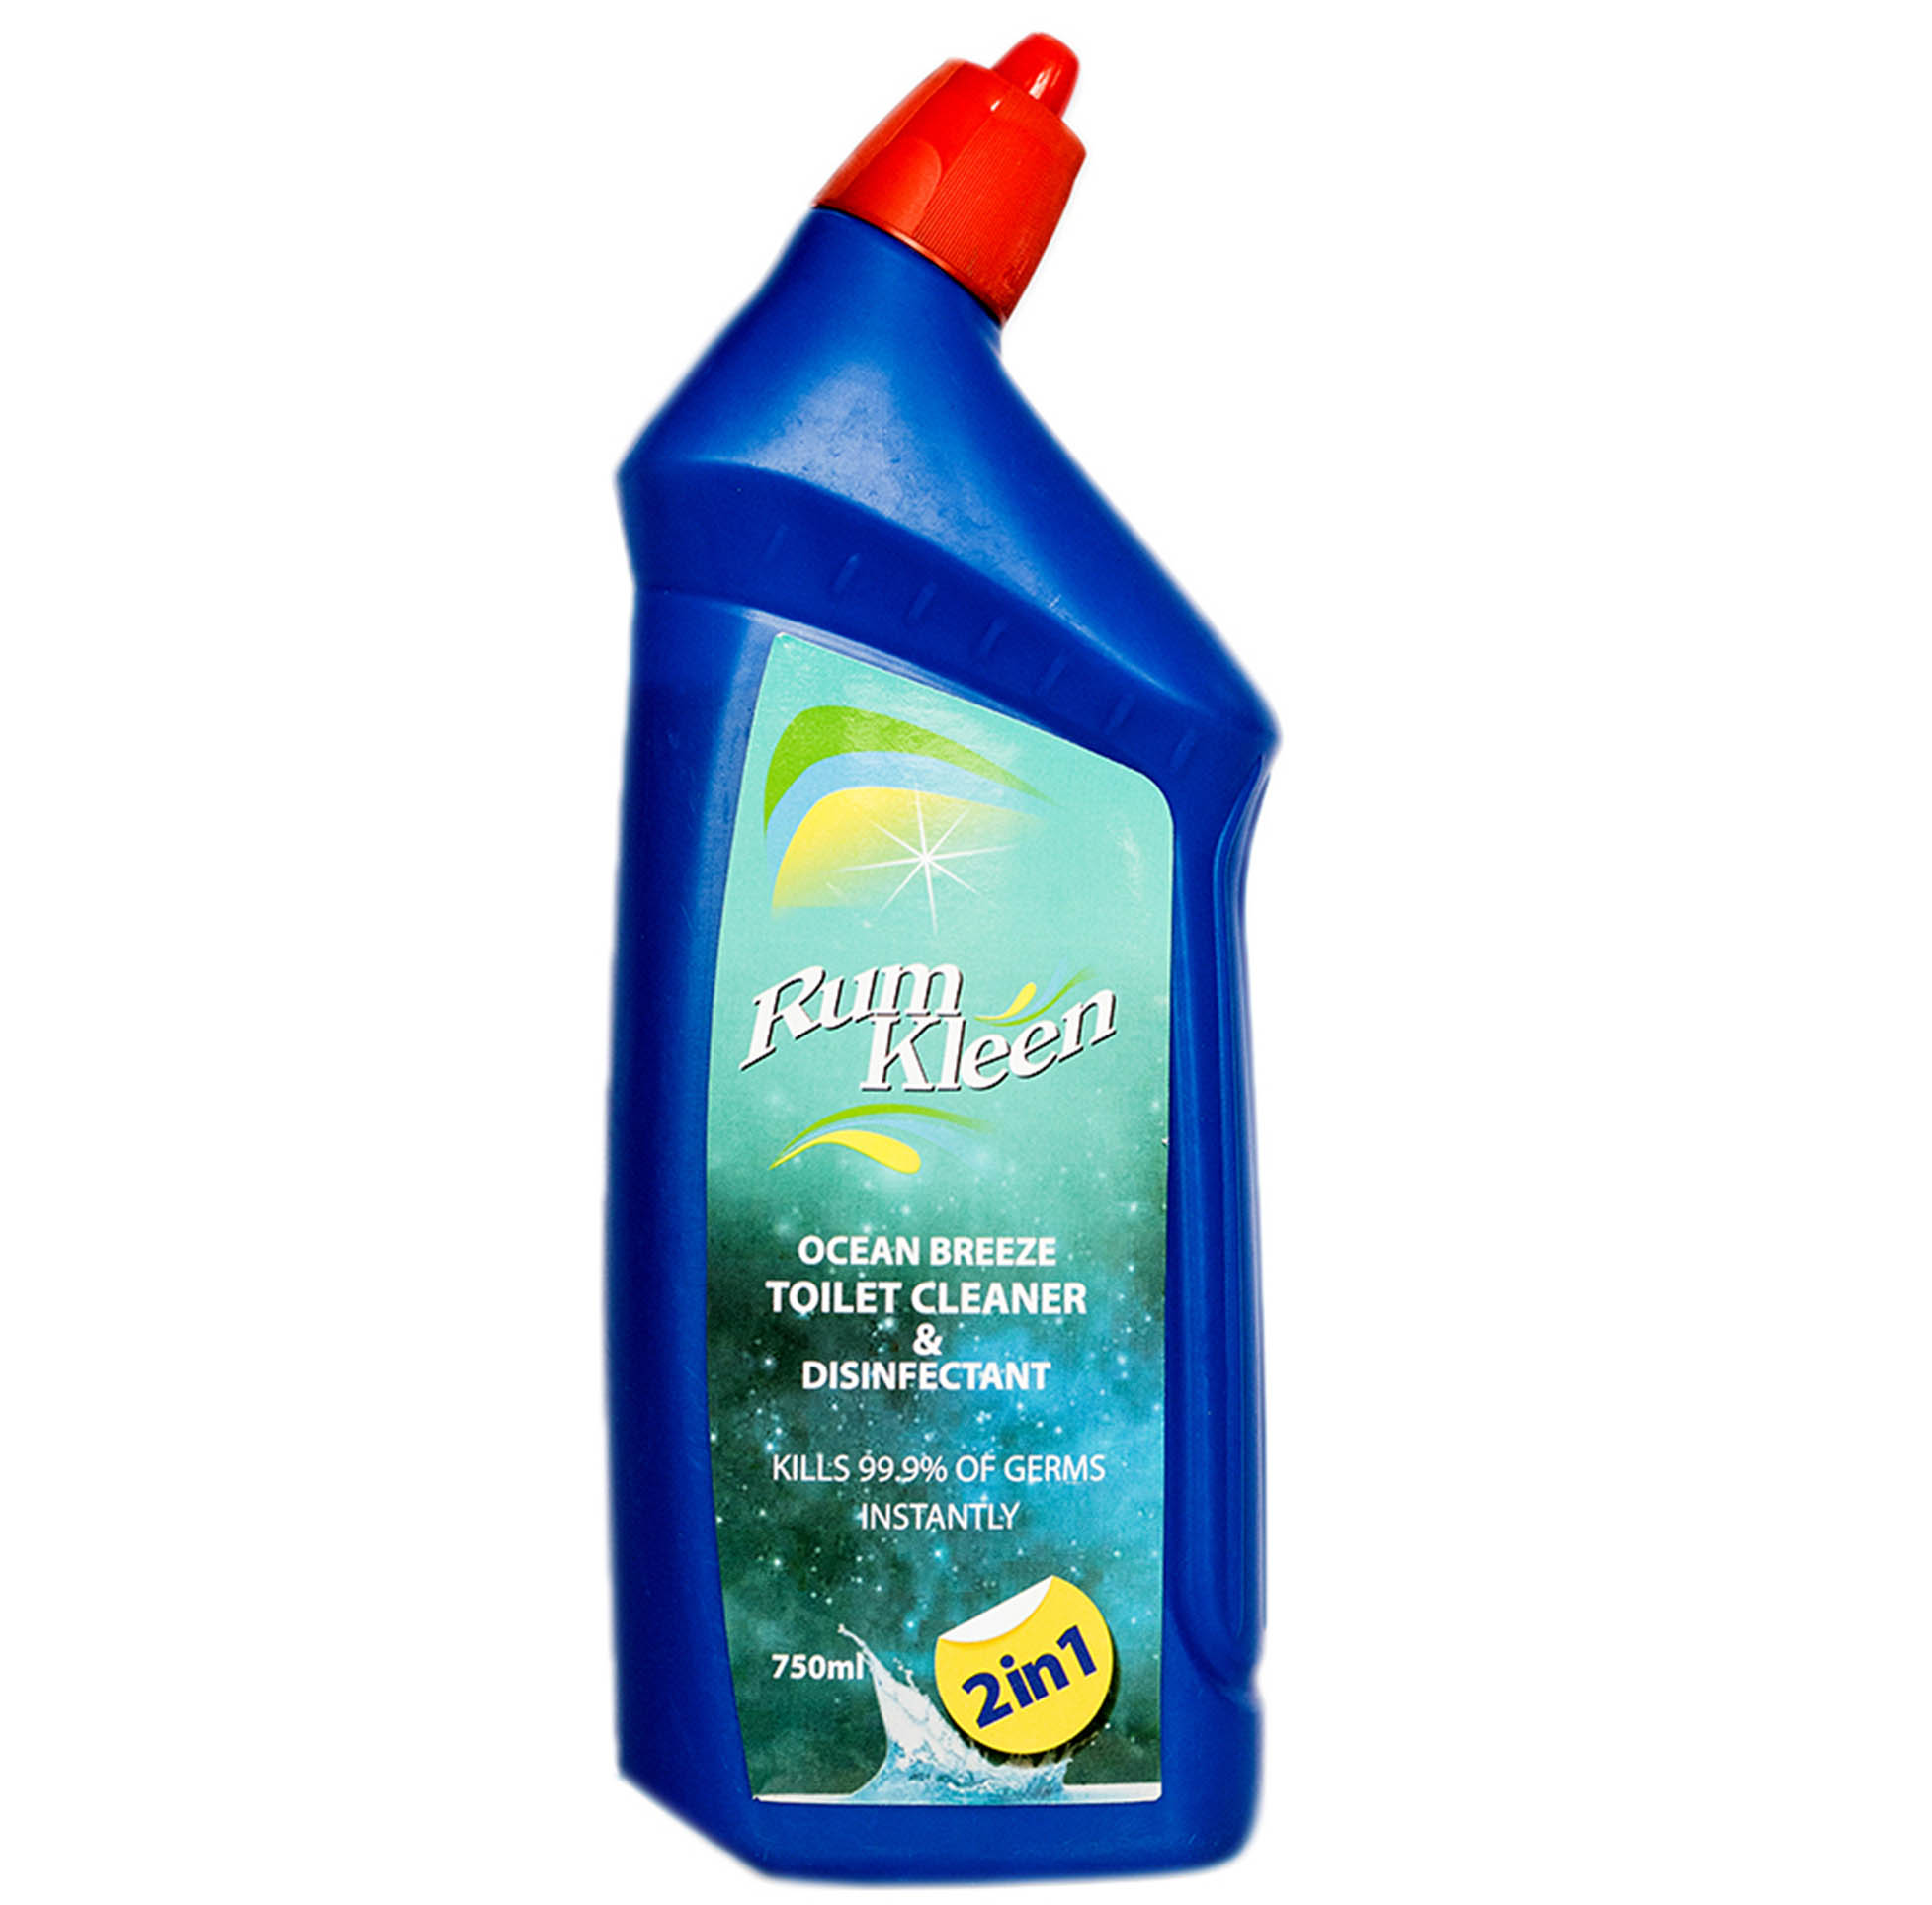 Rum
Kleen
OCEAN BREEZE
TOILET CLEANER
&
DISINFECTANT
KILLS 99.9% OF GERMS
INSTANTLY
750ml
2in1